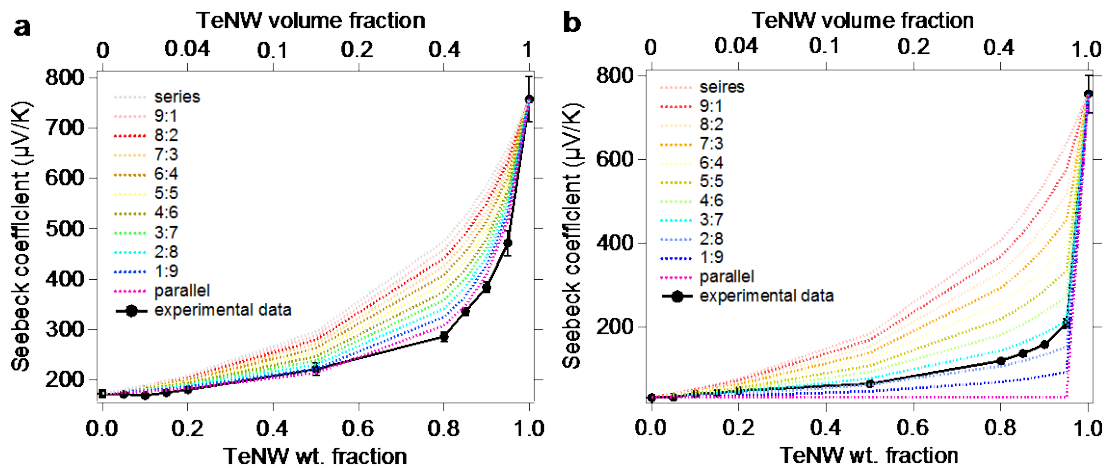 a
TeNW volume fraction
0 0.04 0.1 0.2 0.4 1
Seebeck coefficient (µV/K)
800
700
600
500
400
300
200
series
9:1
8:2
7:3
6:4
5:5
4:6
3:7
2:8
1:9
parallel
experimental data
0.0 0.2 0.4 0.6 0.8 1.0
TeNW wt. fraction
b
TeNW volume fraction
0 0.04 0.1 0.2 0.4 1.0
Seebeck coefficient (µV/K)
800
600
400
200
seires
9:1
8:2
7:3
6:4
5:5
4:6
3:7
2:8
1:9
parallel
experimental data
0.0 0.2 0.4 0.6 0.8 1.0
TeNW wt. fraction